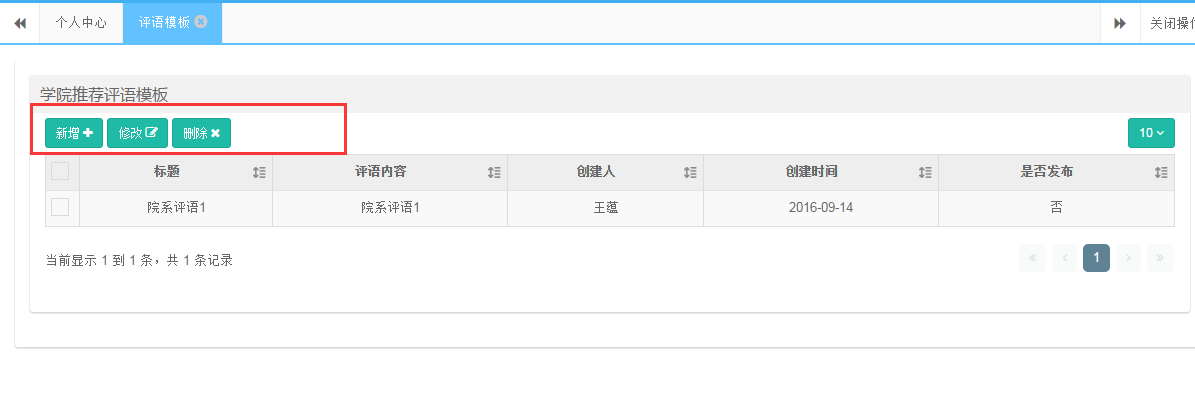 个人中心 评语模板 关闭操
学院推荐评语模板
新增 修改 删除 10
标题 评语内容 创建人 创建时间 是否发布
院系评语1 院系评语1 王蕴 2016-09-14 否
当前显示 1 到 1 条，共 1 条记录 « ‹ 1 › »